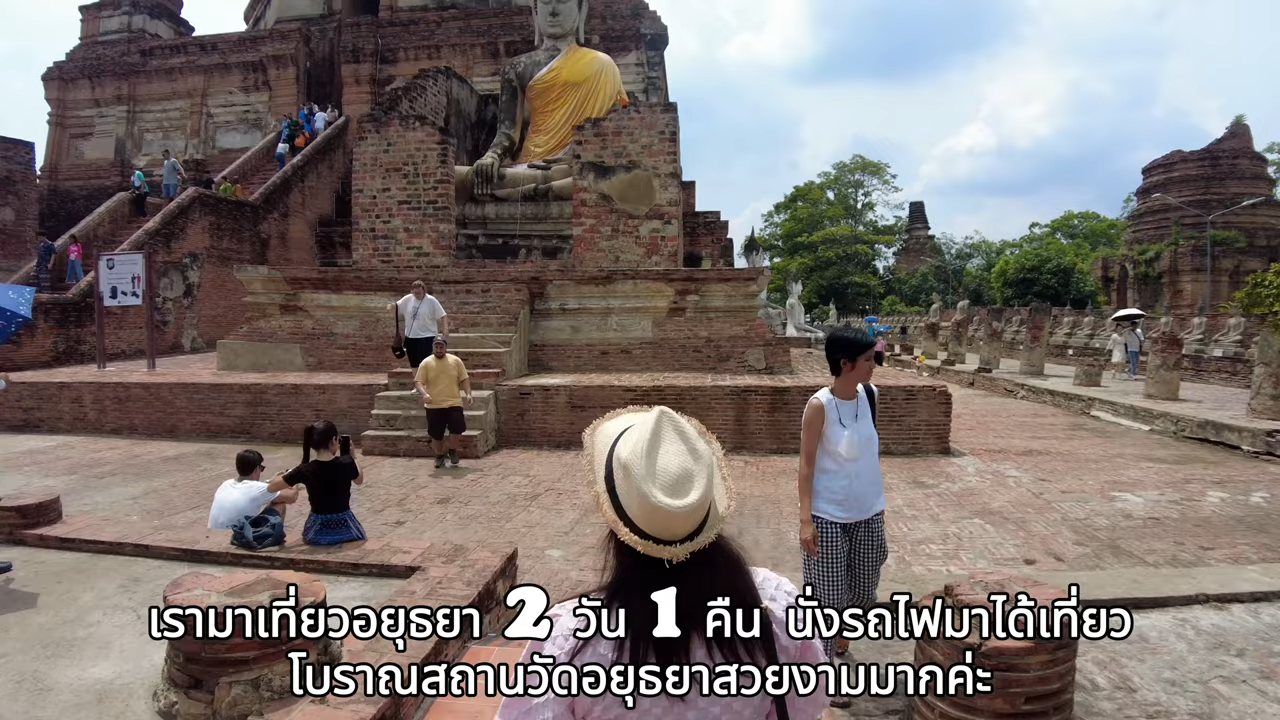 เรามาเที่ยวอยุธยา 2 วัน 1 คืน นั่งรถไฟมาได้เที่ยว
โบราณสถานวัดอยุธยาสวยงามมากค่ะ